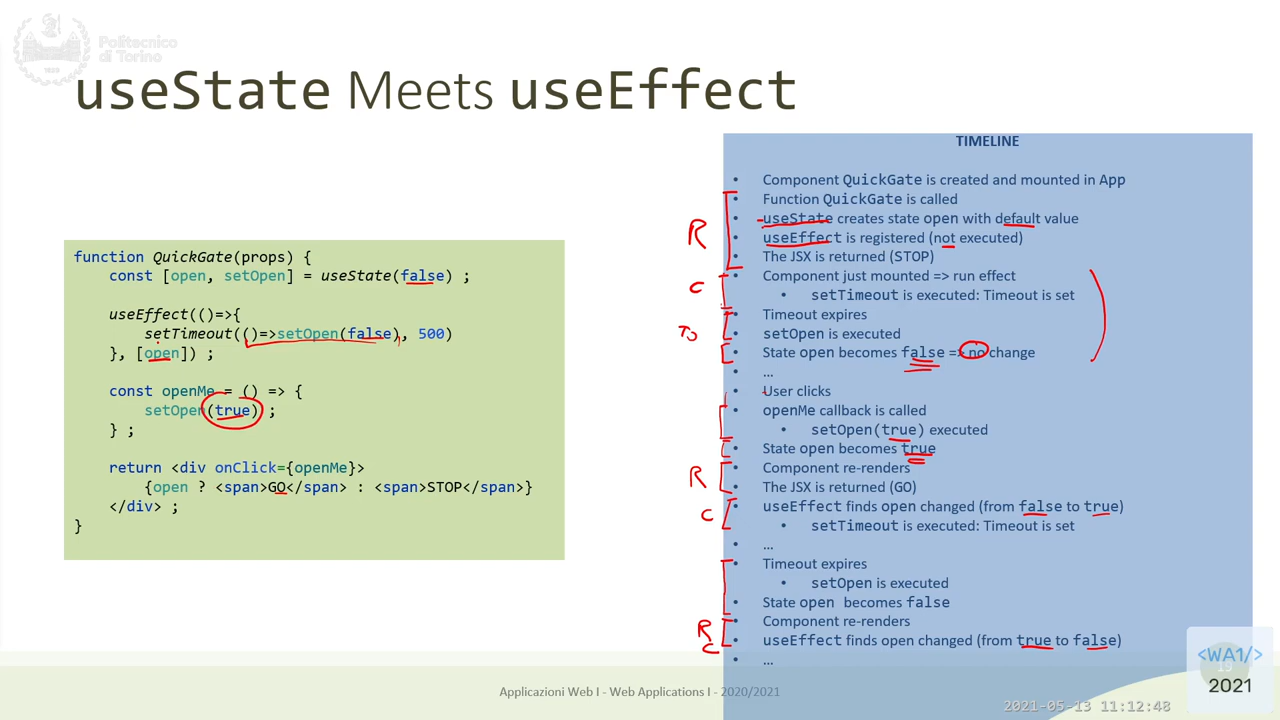 Politecnico
di Torino
useState Meets useEffect
function QuickGate(props) {
const [open, setOpen] = useState(false) ;
useEffect(()=>{
setTimeout(()=>setOpen(false), 500)
}, [open]) ;
const openMe = () => {
setOpen(true) ;
} ;
return <div onClick={openMe}>
{open ? <span>GO</span> : <span>STOP</span>}
</div> ;
}
TIMELINE
• Component QuickGate is created and mounted in App
• Function QuickGate is called
• useState creates state open with default value
• useEffect is registered (not executed)
• The JSX is returned (STOP)
• Component just mounted => run effect
• setTimeout is executed: Timeout is set
• Timeout expires
• setOpen is executed
• State open becomes false => no change
• …
• User clicks
• openMe callback is called
• setOpen(true) executed
• State open becomes true
• Component re-renders
• The JSX is returned (GO)
• useEffect finds open changed (from false to true)
• setTimeout is executed: Timeout is set
• …
• Timeout expires
• setOpen is executed
• State open becomes false
• Component re-renders
• useEffect finds open changed (from true to false)
• …
R
C
TO
R
C
R
C
Applicazioni Web I - Web Applications I - 2020/2021
<WA1/>
19
2021
2021-05-13 11:12:48